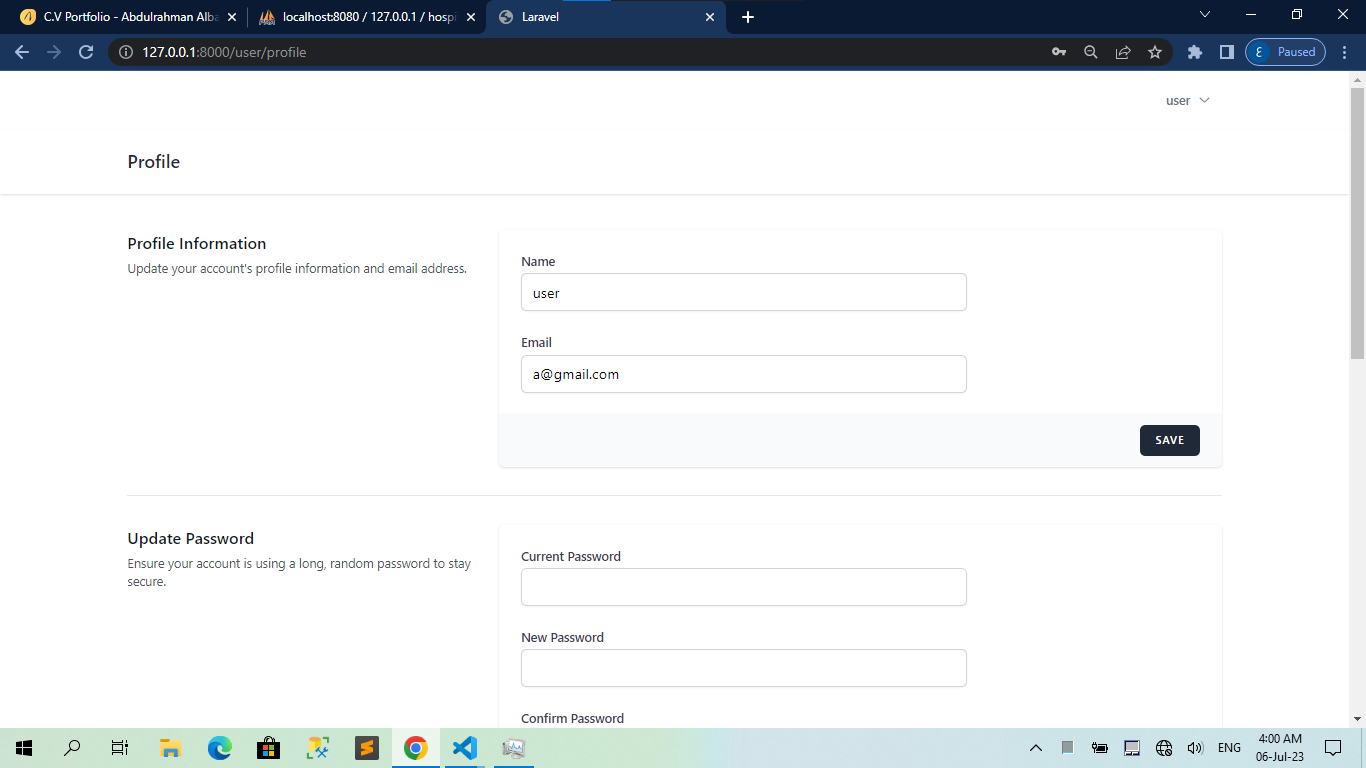 C.V Portfolio - Abdulrahman Alba
localhost:8080 / 127.0.0.1 / hospi
Laravel
127.0.0.1:8000/user/profile
ع
Paused
user
Profile
Profile Information
Update your account's profile information and email address.
Name
user
Email
a@gmail.com
SAVE
Update Password
Ensure your account is using a long, random password to stay
secure.
Current Password
New Password
Confirm Password
ENG
4:00 AM
06-Jul-23